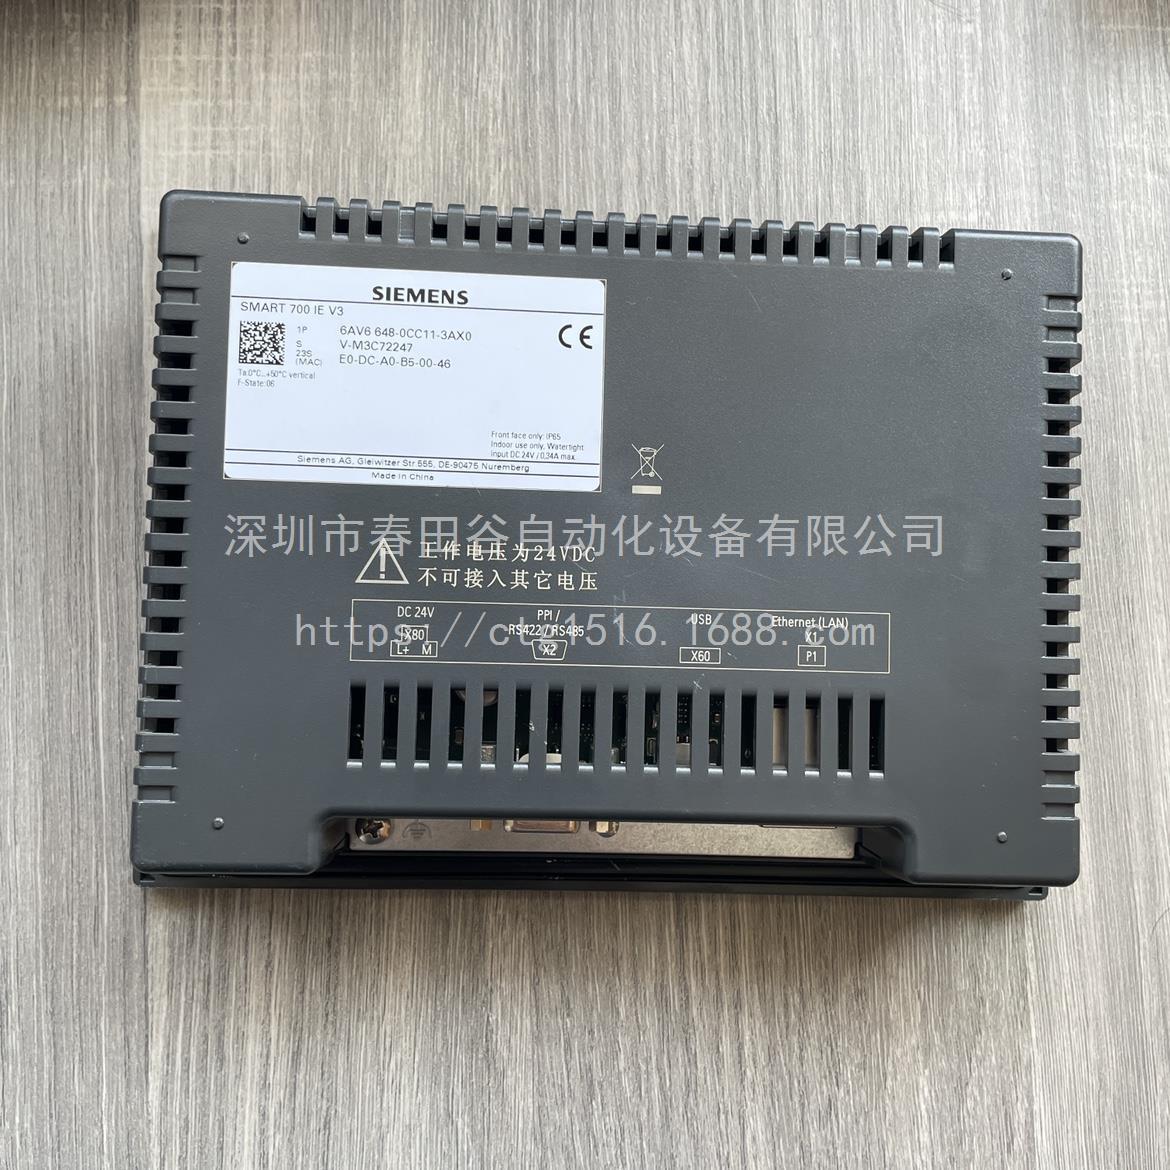 SIEMENS
SMART 700 IE V3
1P 6AV6 648-0CC11-3AX0
S V-M3C72247
23S (MAC) E0-DC-A0-B5-00-46
Ta:0°C...+50°C vertical
F-State:06
CE
Front face only: IP65
Indoor use only, Watertight
Input DC 24V / 0,34A max.
Siemens AG, Gleiwitzer Str.555, DE-90475 Nuremberg
Made in China
深圳市春田谷自动化设备有限公司
工作电压为24VDC
不可接入其它电压
DC 24V
X80
L+ M
PPI /
RS422 / RS485
X2
USB
X60
Ethernet (LAN)
X1
P1
https://ctg1516.1688.com